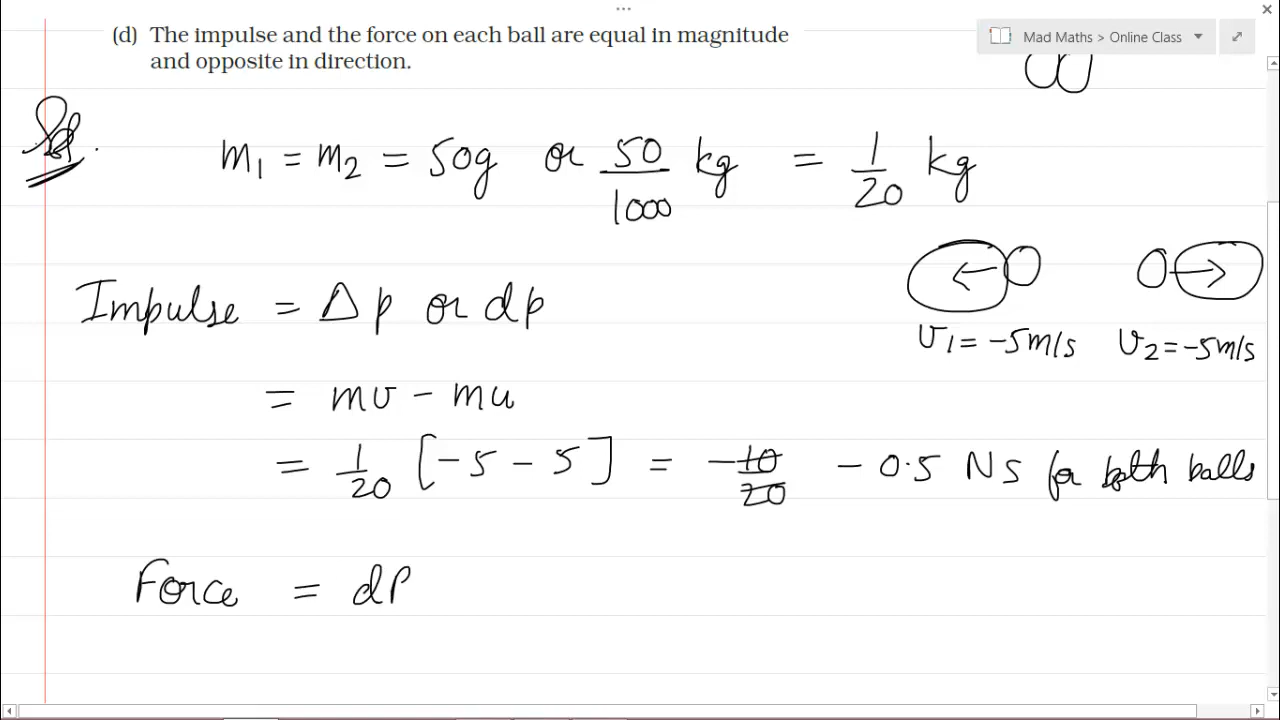 (d) The impulse and the force on each ball are equal in magnitude
and opposite in direction.
Mad Maths > Online Class
Sol.
m1 = m2 = 50g or 50/1000 kg = 1/20 kg
Impulse = Δp or dp
v1 = -5m/s v2 = -5m/s
= mv - mu
= 1/20 [-5 - 5] = -10/20 - 0.5 NS for both balls
Force = dP